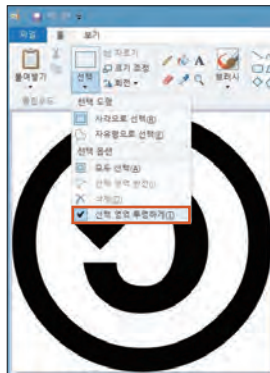 파일 홈 보기
붙여넣기
선택
자르기
크기 조정
회전
A
브러시
클립보드
선택 도형
사각으로 선택(R)
자유형으로 선택(F)
선택 옵션
모두 선택(A)
선택 영역 반전(I)
삭제(D)
선택 영역 투명하게(T)